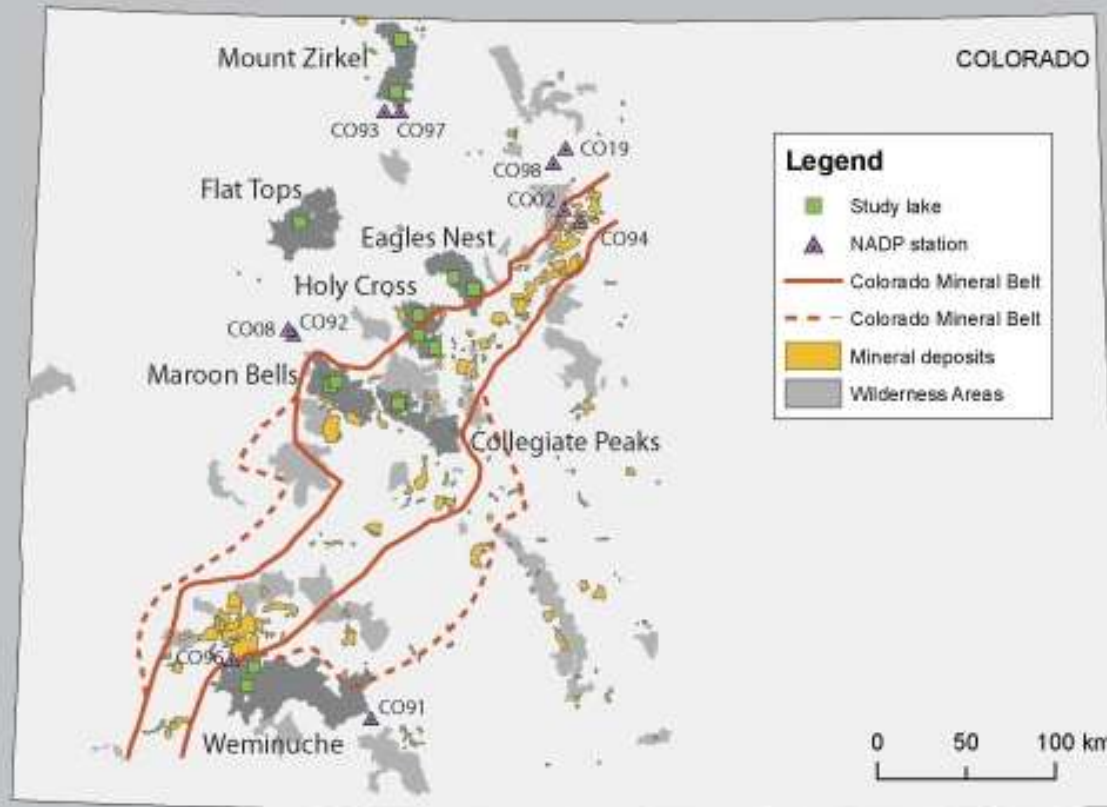 Mount Zirkel
COLORADO
CO93
CO97
CO19
CO98
Legend
Flat Tops
CO02
Study lake
Eagles Nest
CO94
NADP station
Holy Cross
Colorado Mineral Belt
CO08
CO92
Colorado Mineral Belt
Mineral deposits
Maroon Bells
Wilderness Areas
Collegiate Peaks
CO96
CO91
Weminuche
0 50 100 km